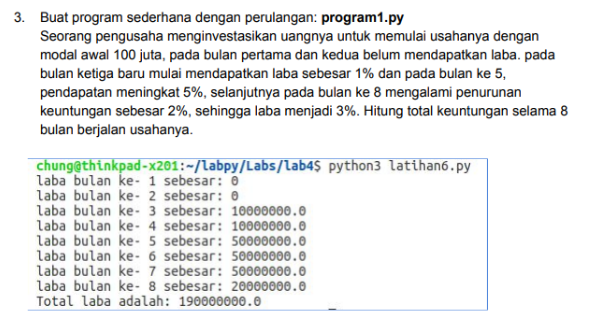 3. Buat program sederhana dengan perulangan: program1.py
Seorang pengusaha menginvestasikan uangnya untuk memulai usahanya dengan
modal awal 100 juta, pada bulan pertama dan kedua belum mendapatkan laba. pada
bulan ketiga baru mulai mendapatkan laba sebesar 1% dan pada bulan ke 5,
pendapatan meningkat 5%, selanjutnya pada bulan ke 8 mengalami penurunan
keuntungan sebesar 2%, sehingga laba menjadi 3%. Hitung total keuntungan selama 8
bulan berjalan usahanya.
chung@thinkpad-x201:~/labpy/Labs/lab4$ python3 latihan6.py
laba bulan ke- 1 sebesar: 0
laba bulan ke- 2 sebesar: 0
laba bulan ke- 3 sebesar: 10000000.0
laba bulan ke- 4 sebesar: 10000000.0
laba bulan ke- 5 sebesar: 50000000.0
laba bulan ke- 6 sebesar: 50000000.0
laba bulan ke- 7 sebesar: 50000000.0
laba bulan ke- 8 sebesar: 20000000.0
Total laba adalah: 190000000.0